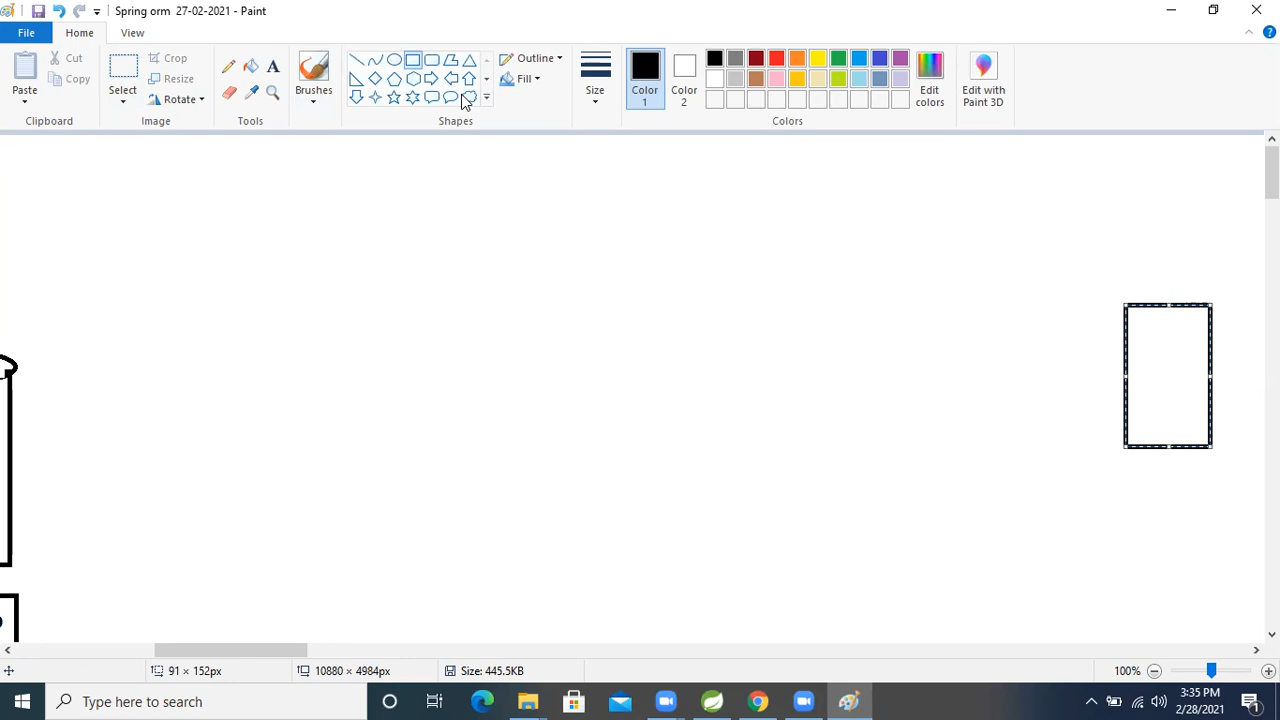 Spring orm  27-02-2021 - Paint
File
Home
View
Paste
Cut
Copy
Clipboard
Select
Crop
Resize
Rotate
Image
A
Tools
Brushes
Shapes
Outline
Fill
Size
Color 1
Color 2
Colors
Edit colors
Edit with Paint 3D
91 × 152px
10880 × 4984px
Size: 445.5KB
100%
Type here to search
3:35 PM
2/28/2021
1